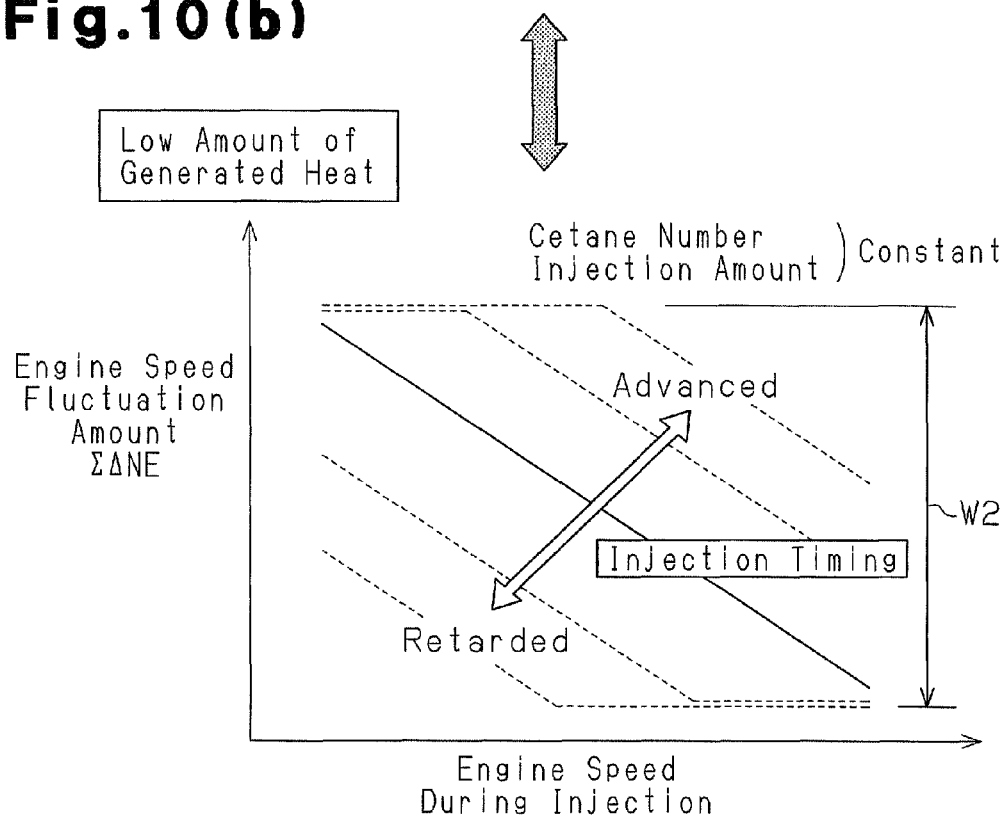 Fig.10(b)
Low Amount of
Generated Heat
Cetane Number
Injection Amount
) Constant
Engine Speed
Fluctuation
Amount
ΣΔNE
Advanced
W2
Injection Timing
Retarded
Engine Speed
During Injection